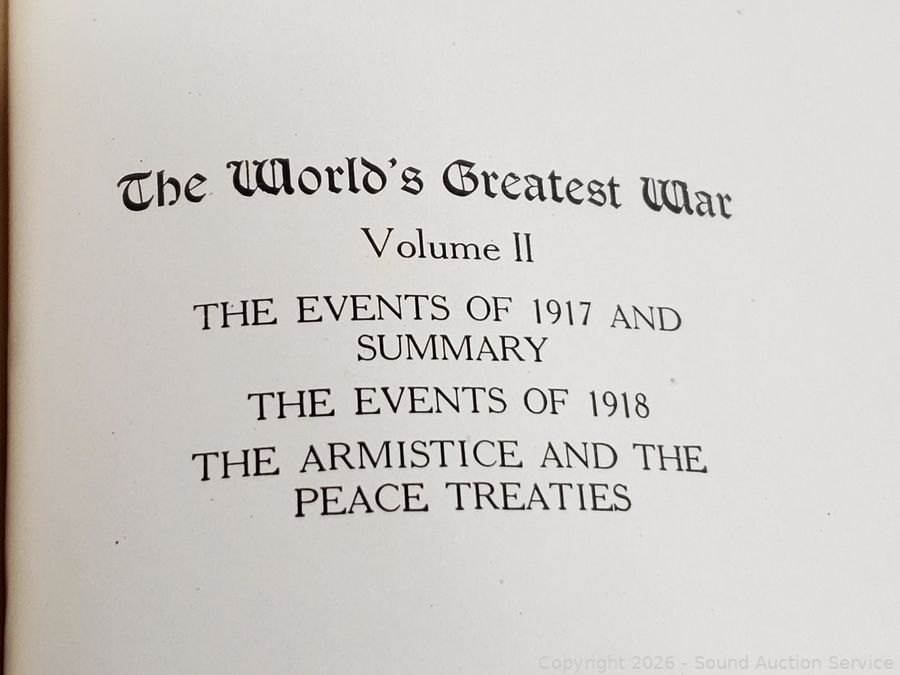 The World's Greatest War
Volume II
THE EVENTS OF 1917 AND
SUMMARY
THE EVENTS OF 1918
THE ARMISTICE AND THE
PEACE TREATIES
Copyright 2026 - Sound Auction Service